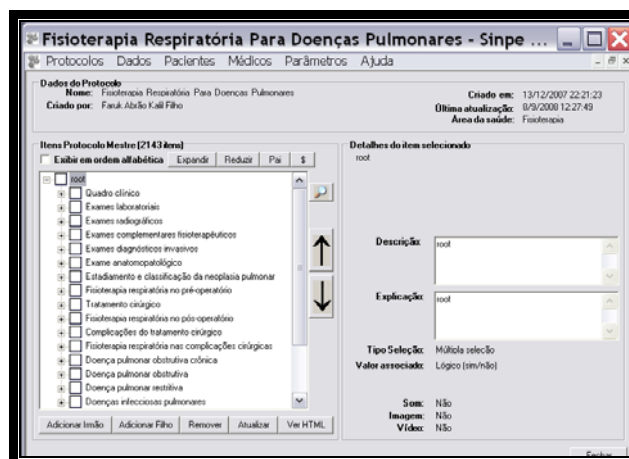 Fisioterapia Respiratória Para Doenças Pulmonares - Sinpe ...
Protocolos Dados Pacientes Médicos Parâmetros Ajuda
Dados do Protocolo
Nome: Fisioterapia Respiratória Para Doencas Pulmonares
Criado por: Faruk Abrão Kalil Filho
Criado em: 13/12/2007 22:21:23
Última atualização: 8/9/2008 12:27:49
Área da saúde: Fisioterapia
Itens Protocolo Mestre (2143 itens)
Exibir em ordem alfabética Expandir Reduzir Pai $
root
Quadro clínico
Exames laboratoriais
Exames radiográficos
Exames complementares fisioterapêuticos
Exames diagnósticos invasivos
Exame anatomopatológico
Estadiamento e classificação da neoplasia pulmonar
Fisioterapia respiratória no pré-operatório
Tratamento cirúrgico
Fisioterapia respiratória no pós-operatório
Complicações do tratamento cirúrgico
Fisioterapia respiratória nas complicações cirúrgicas
Doença pulmonar obstrutiva crônica
Doença pulmonar obstrutiva
Doença pulmonar restritiva
Doenças infecciosas pulmonares
Adicionar Irmão Adicionar Filho Remover Atualizar Ver HTML
Detalhes do item selecionado
root
Descrição: root
Explicação: root
Tipo Seleção: Múltipla seleção
Valor associado: Lógico (sim/não)
Som: Não
Imagem: Não
Vídeo: Não
Fechar